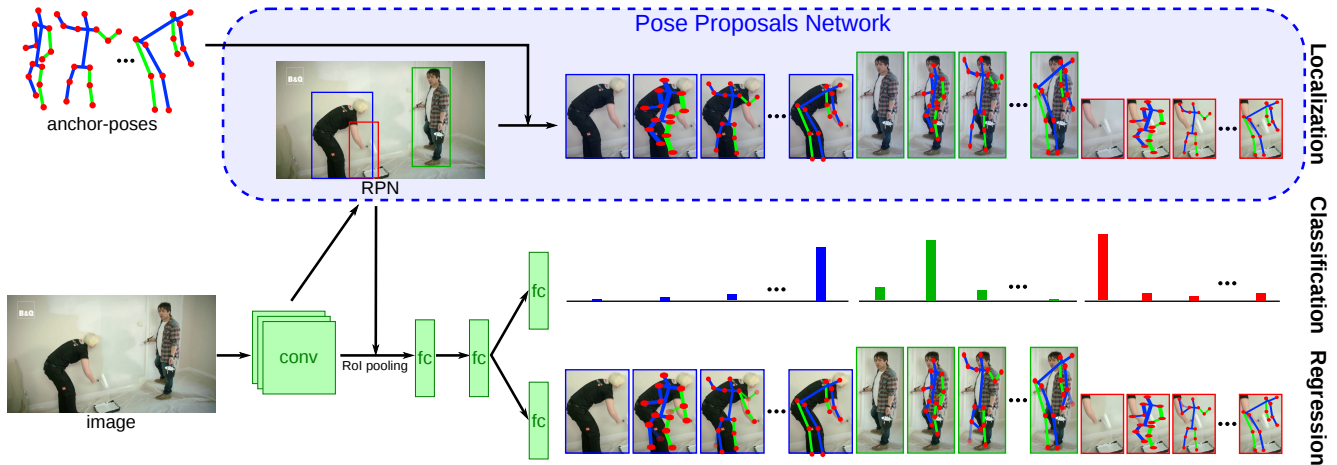 Pose Proposals Network
anchor-poses
...
B&Q
RPN
...
...
...
Localization
B&Q
image
conv
RoI pooling
fc
fc
fc
fc
...
...
...
Classification
...
...
...
Regression